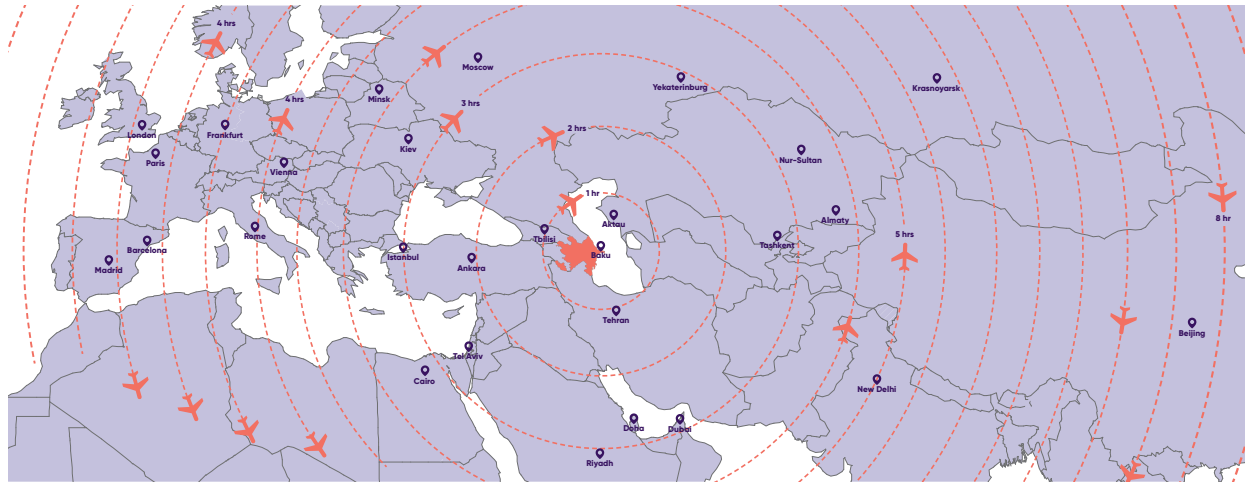 4 hrs
Moscow
Yekaterinburg
Krasnoyarsk
Minsk
4 hrs
3 hrs
London
Frankfurt
2 hrs
Kiev
Paris
Nur-Sultan
Vienna
1 hr
8 hr
Aktau
Almaty
Rome
Tbilisi
5 hrs
Tashkent
Barcelona
Istanbul
Baku
Madrid
Ankara
Tehran
Beijing
Tel Aviv
Cairo
New Delhi
Doha
Dubai
Riyadh